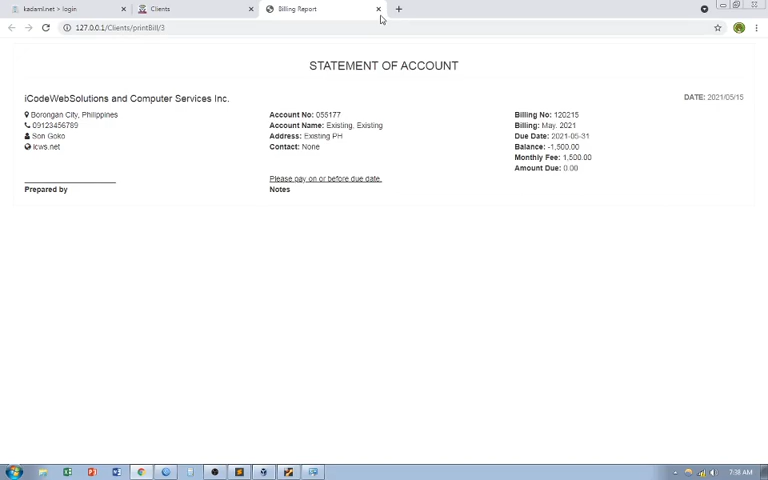 kadaml.net > login
Clients
Billing Report
127.0.0.1/Clients/printBill/3
STATEMENT OF ACCOUNT
DATE: 2021/05/15
iCodeWebSolutions and Computer Services Inc.
Borongan City, Philippines
09123456789
Son Goko
icws.net
Prepared by
Account No: 055177
Account Name: Existing, Existing
Address: Existing PH
Contact: None
Please pay on or before due date.
Notes
Billing No: 120215
Billing: May. 2021
Due Date: 2021-05-31
Balance: -1,500.00
Monthly Fee: 1,500.00
Amount Due: 0.00
7:38 AM